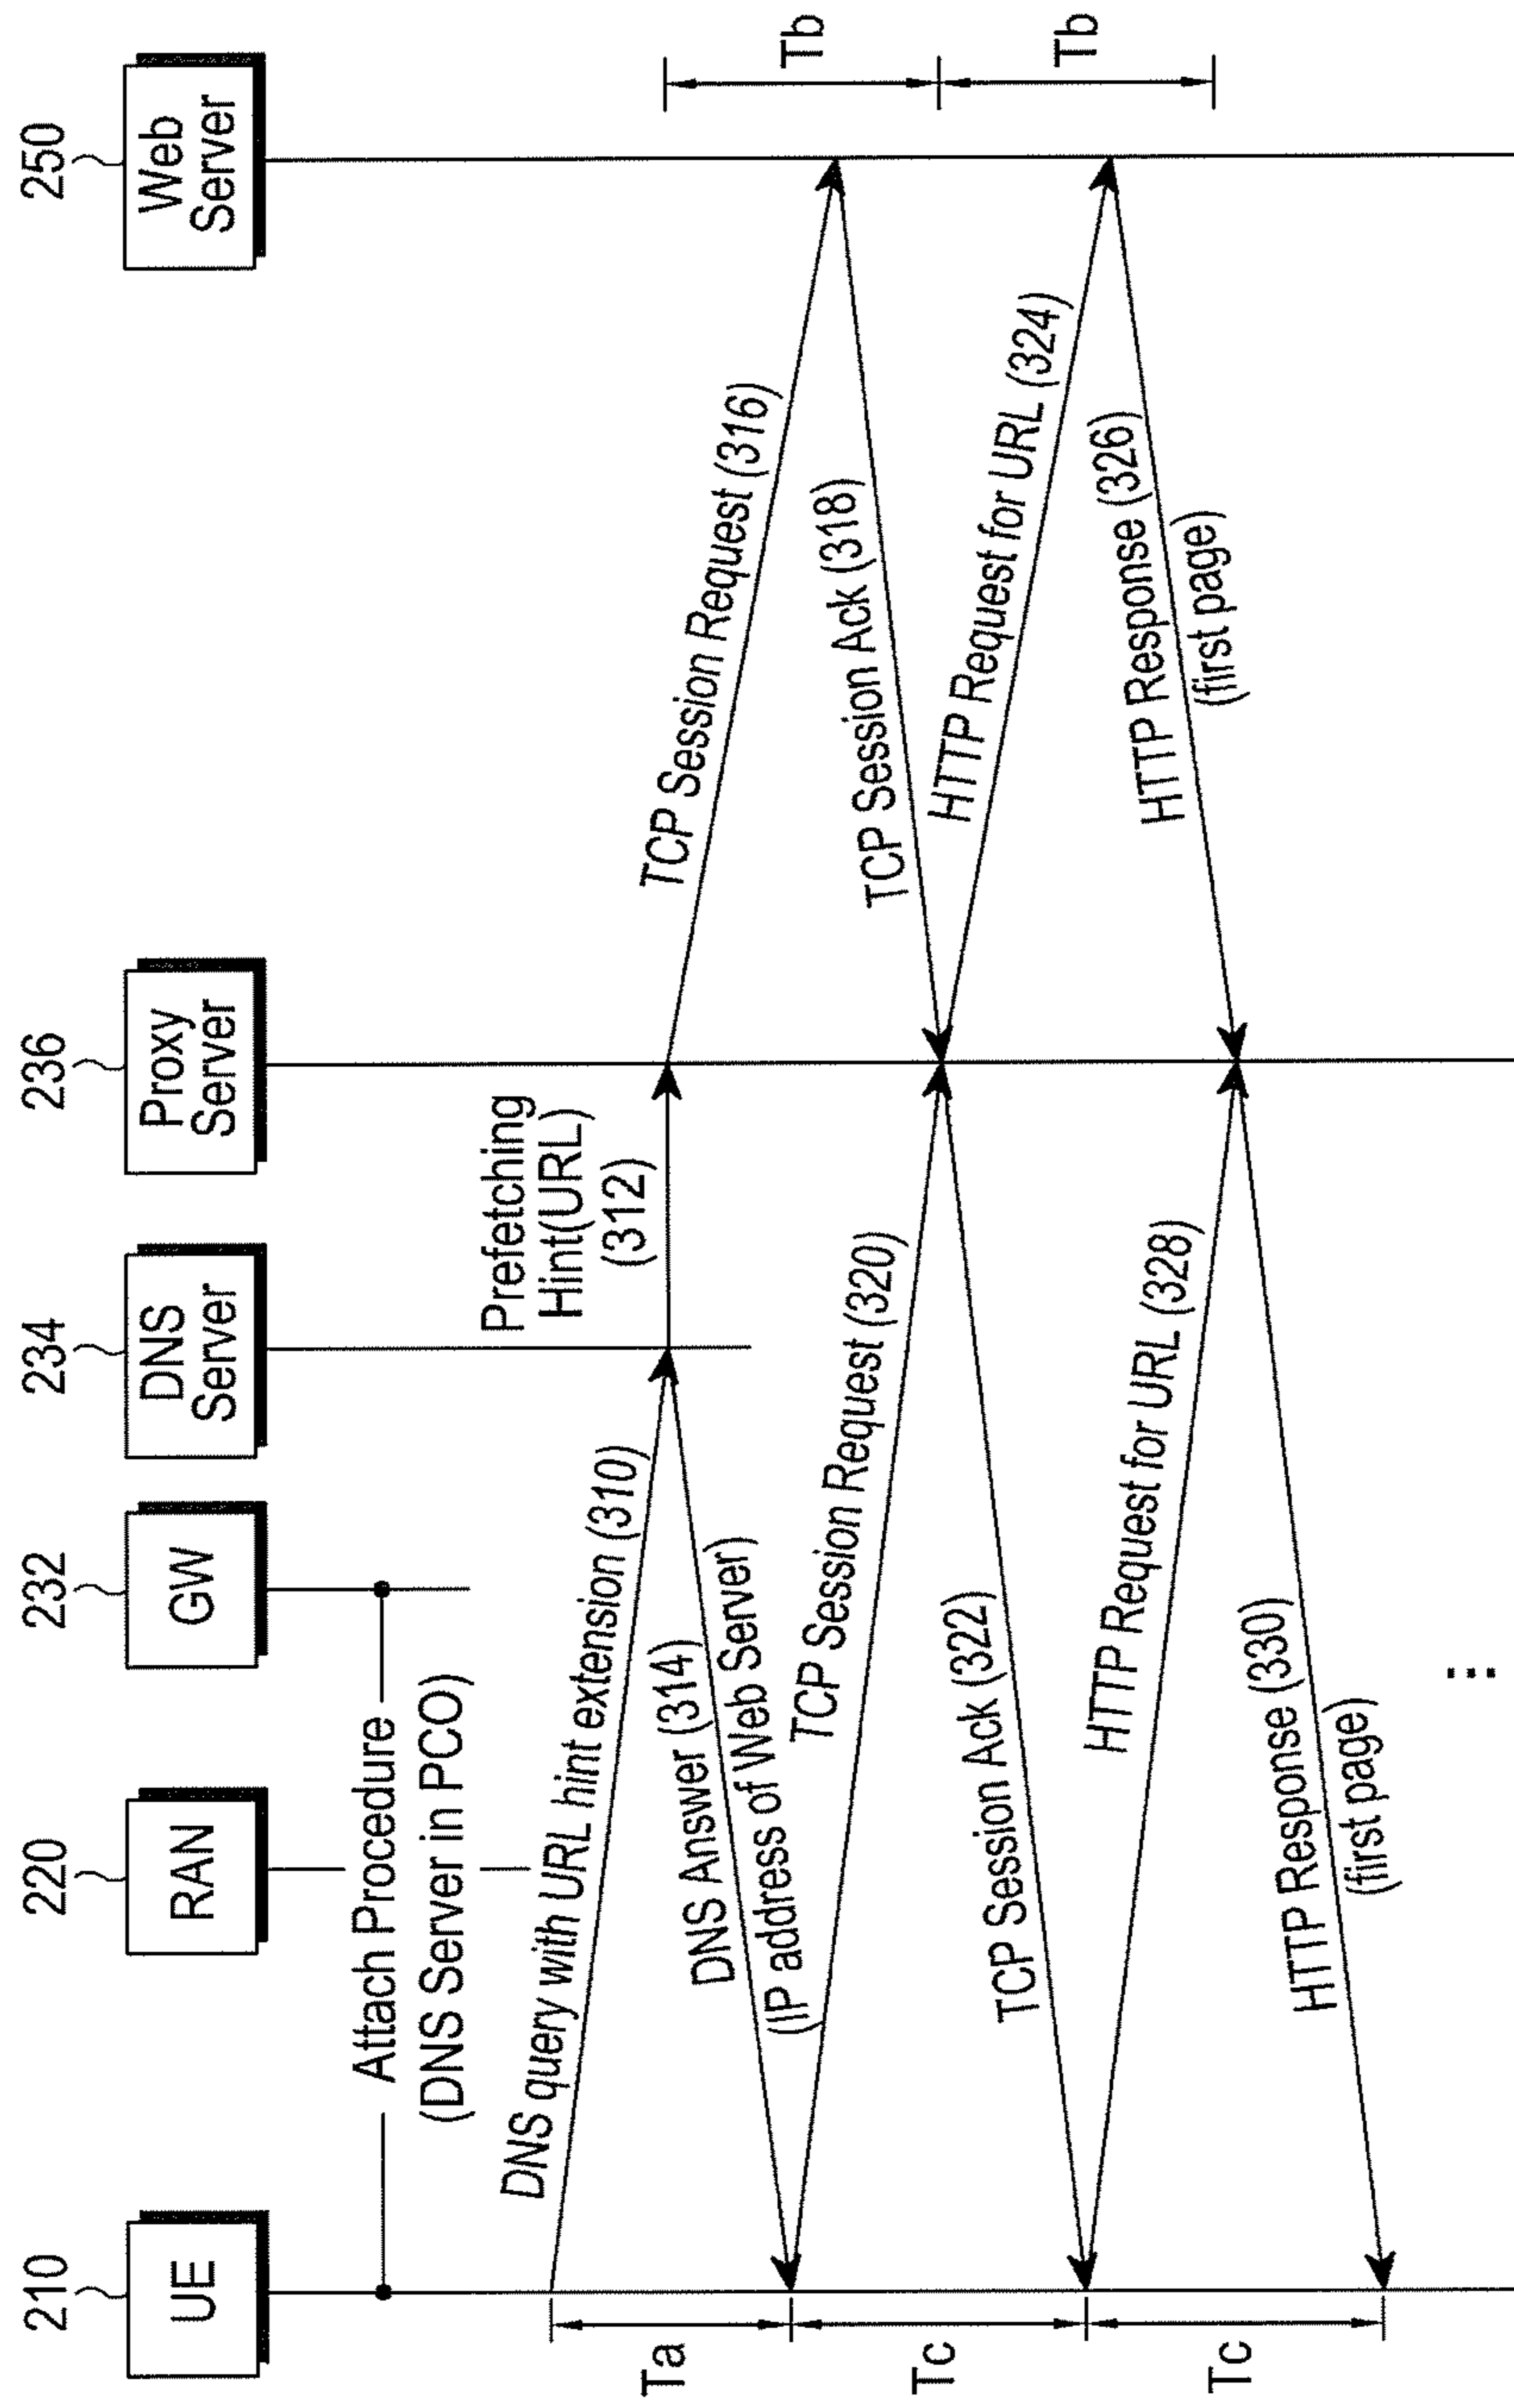 210
UE
220
RAN
232
GW
234
DNS
Server
236
Proxy
Server
250
Web
Server
Attach Procedure
(DNS Server in PCO)
DNS query with URL hint extension (310)
Prefetching
Hint(URL)
(312)
DNS Answer (314)
(IP address of Web Server)
TCP Session Request (316)
TCP Session Ack (318)
TCP Session Request (320)
TCP Session Ack (322)
HTTP Request for URL (324)
HTTP Response (326)
(first page)
HTTP Request for URL (328)
HTTP Response (330)
(first page)
Ta
Tc
Tc
Tb
Tb
...